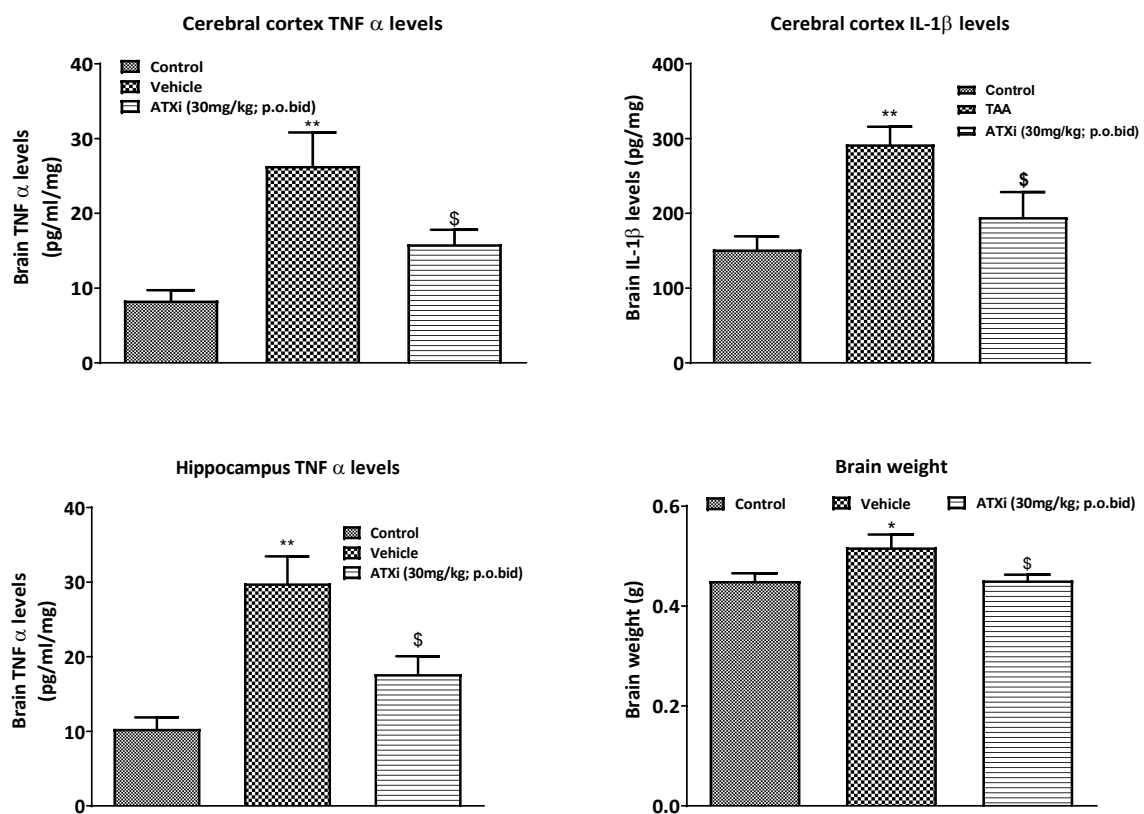 Cerebral cortex TNF α levels
Control
Vehicle
ATXi (30mg/kg; p.o.bid)
Brain TNF α levels
(pg/ml/mg)
40
30
20
10
0
**
$
Cerebral cortex IL-1β levels
Control
TAA
ATXi (30mg/kg; p.o.bid)
Brain IL-1β levels (pg/mg)
400
300
200
100
0
**
$
Hippocampus TNF α levels
Control
Vehicle
ATXi (30mg/kg; p.o.bid)
Brain TNF α levels
(pg/ml/mg)
40
30
20
10
0
**
$
Brain weight
Control Vehicle ATXi (30mg/kg; p.o.bid)
Brain weight (g)
0.6
0.4
0.2
0.0
*
$